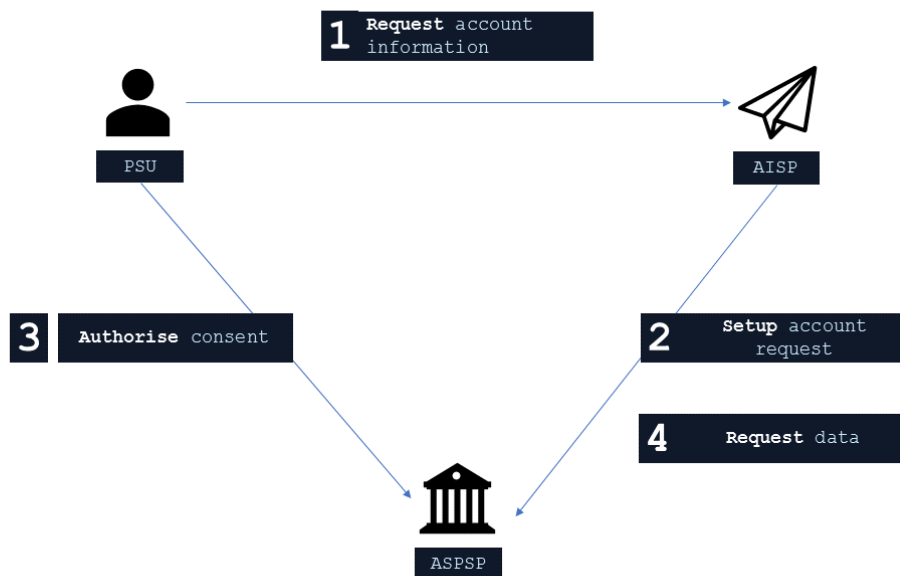 1 Request account
information
PSU
AISP
3 Authorise consent
2 Setup account
request
4 Request data
ASPSP